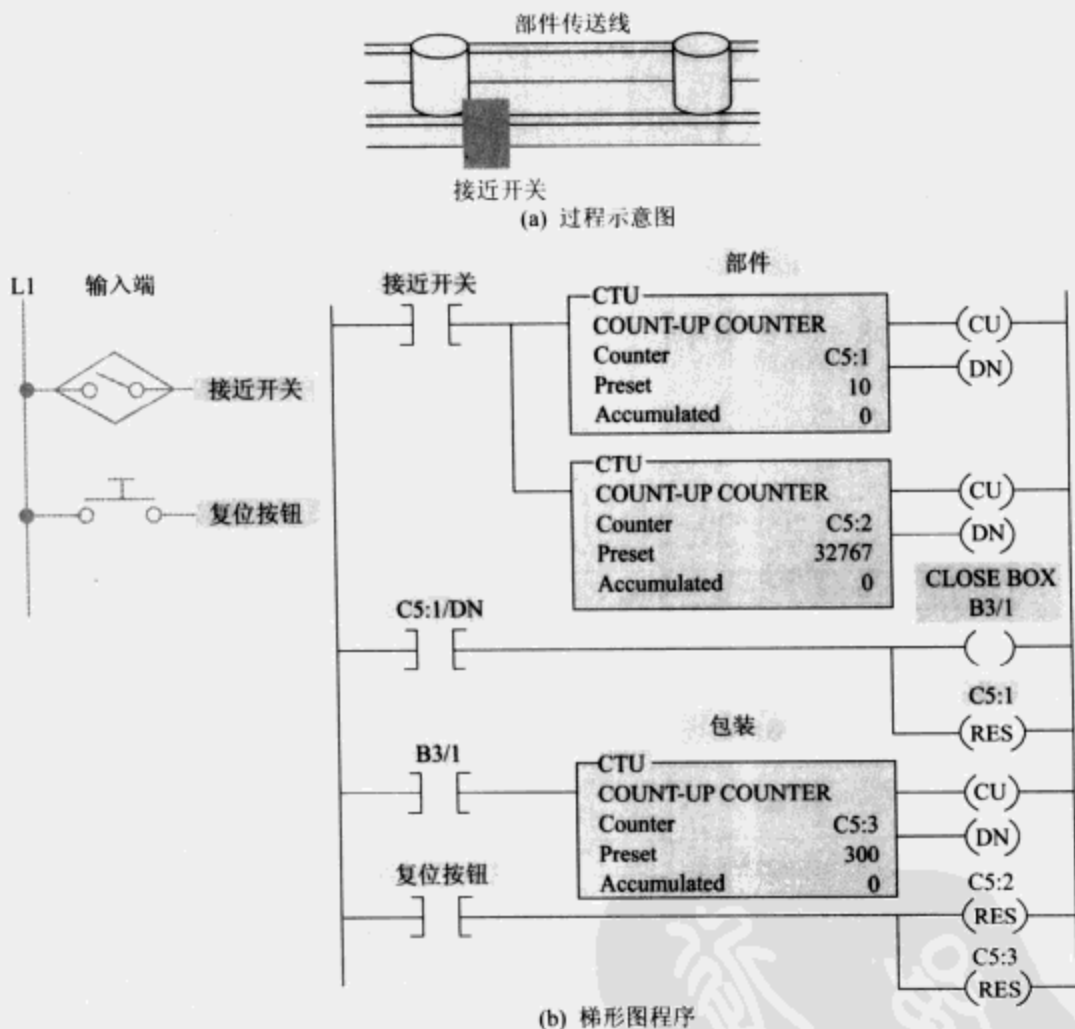 部件传送线
接近开关
(a) 过程示意图
L1
输入端
接近开关
复位按钮
接近开关
部件
CTU
COUNT-UP COUNTER
Counter C5:1
Preset 10
Accumulated 0
CU
DN
CTU
COUNT-UP COUNTER
Counter C5:2
Preset 32767
Accumulated 0
CU
DN
C5:1/DN
CLOSE BOX
B3/1
C5:1
RES
B3/1
包装
CTU
COUNT-UP COUNTER
Counter C5:3
Preset 300
Accumulated 0
CU
DN
复位按钮
C5:2
RES
C5:3
RES
(b) 梯形图程序